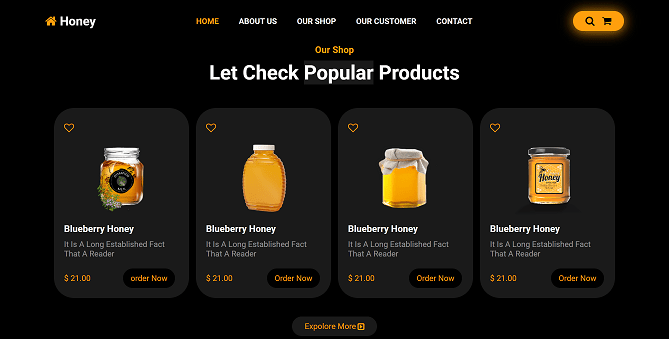 Honey
HOME
ABOUT US
OUR SHOP
OUR CUSTOMER
CONTACT
Our Shop
Let Check Popular Products
Honey
Blueberry Honey
It Is A Long Established Fact
That A Reader
$ 21.00
order Now
Blueberry Honey
It Is A Long Established Fact
That A Reader
$ 21.00
Order Now
Blueberry Honey
It Is A Long Established Fact
That A Reader
$ 21.00
Order Now
Blueberry Honey
It Is A Long Established Fact
That A Reader
$ 21.00
Order Now
Expolore More